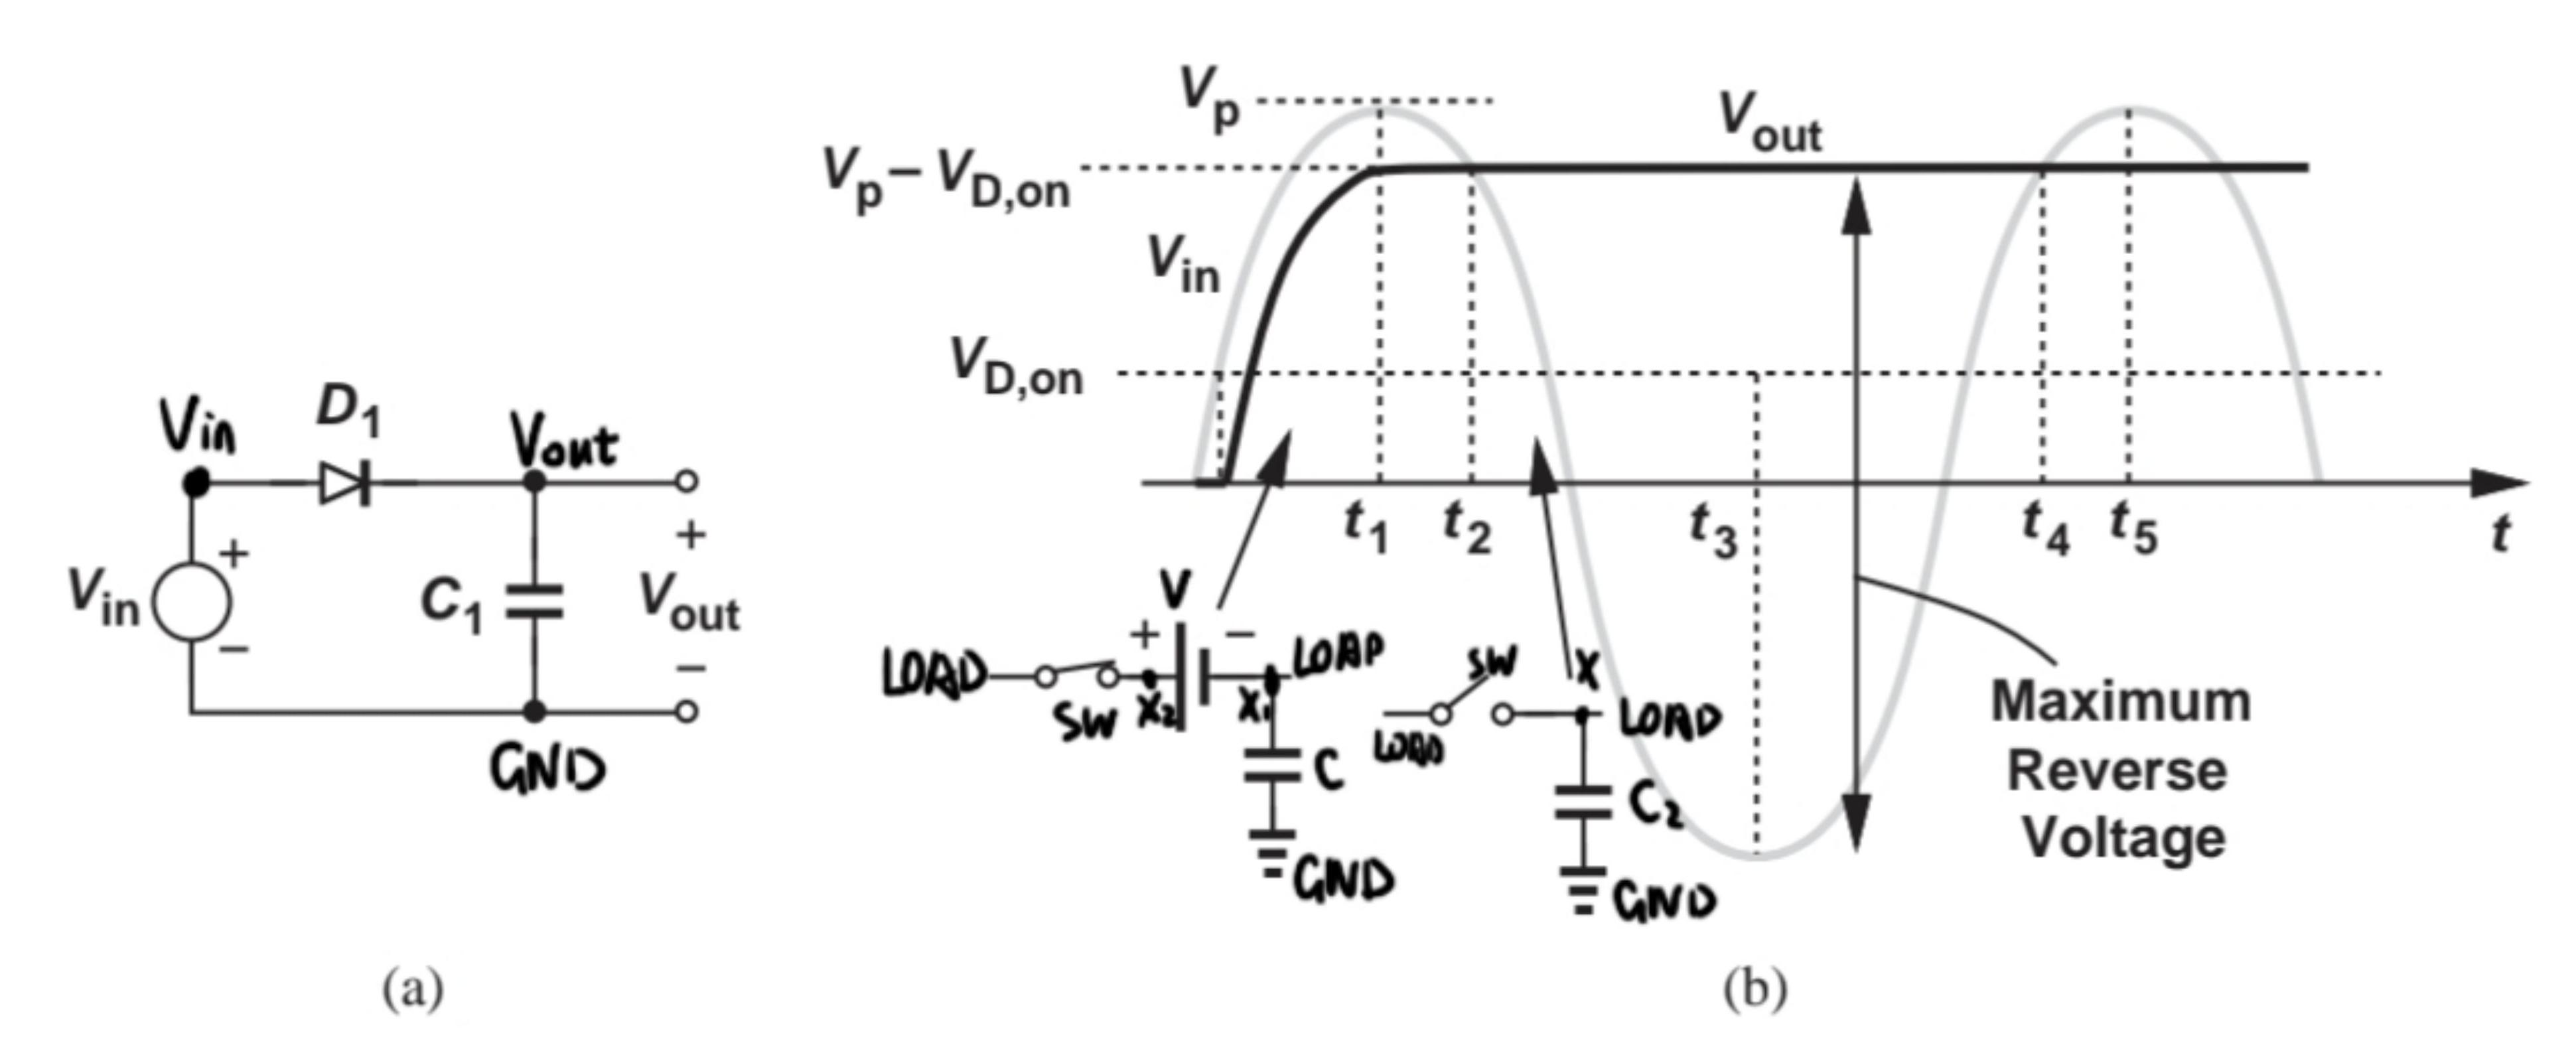 Vin
D1
Vout
Vin
+
−
C1
+
Vout
−
GND
(a)
Vp
Vp − VD,on
Vin
VD,on
Vout
t1
t2
t3
t4
t5
t
V
+
−
LOAD
SW
X2
X1
LOAD
C
GND
SW
X
LOAD
LOAD
C2
GND
Maximum
Reverse
Voltage
(b)